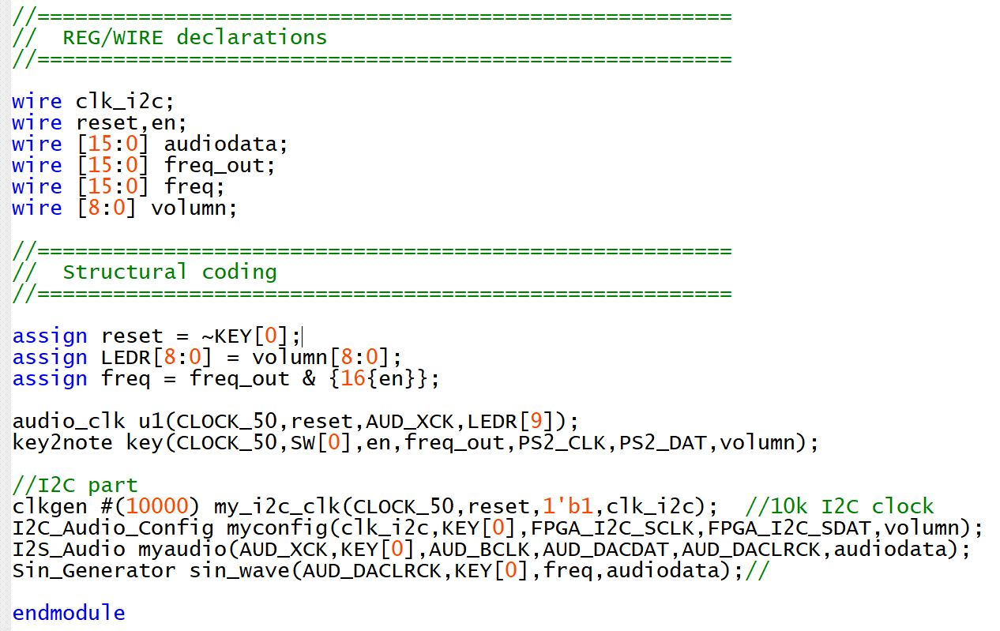 //=======================================================
//  REG/WIRE declarations
//=======================================================
wire clk_i2c;
wire reset,en;
wire [15:0] audiodata;
wire [15:0] freq_out;
wire [15:0] freq;
wire [8:0] volumn;
//=======================================================
//  Structural coding
//=======================================================
assign reset = ~KEY[0];
assign LEDR[8:0] = volumn[8:0];
assign freq = freq_out & {16{en}};
audio_clk u1(CLOCK_50,reset,AUD_XCK,LEDR[9]);
key2note key(CLOCK_50,SW[0],en,freq_out,PS2_CLK,PS2_DAT,volumn);
//I2C part
clkgen #(10000) my_i2c_clk(CLOCK_50,reset,1'b1,clk_i2c);  //10k I2C clock
I2C_Audio_Config myconfig(clk_i2c,KEY[0],FPGA_I2C_SCLK,FPGA_I2C_SDAT,volumn);
I2S_Audio myaudio(AUD_XCK,KEY[0],AUD_BCLK,AUD_DACDAT,AUD_DACLRCK,audiodata);
Sin_Generator sin_wave(AUD_DACLRCK,KEY[0],freq,audiodata);//
endmodule